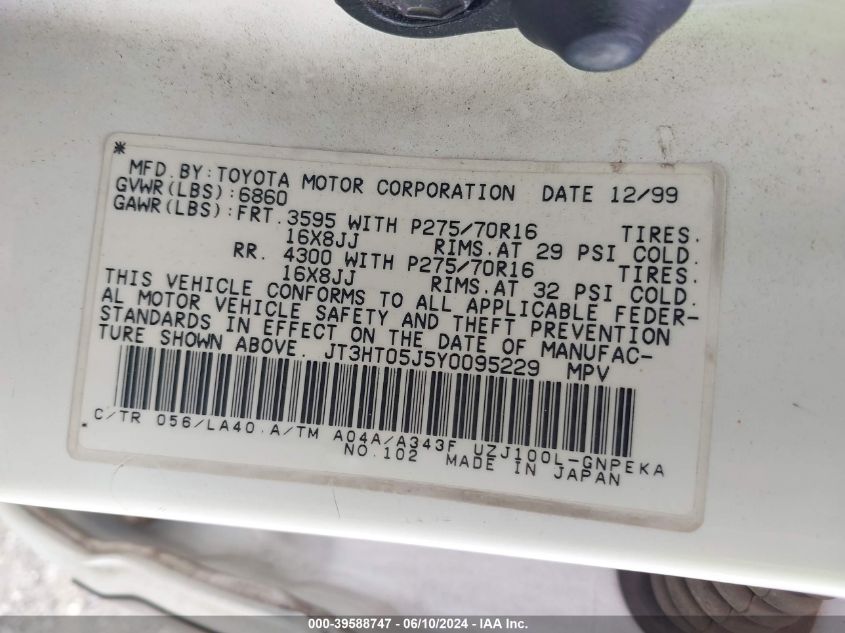 *
MFD.BY:TOYOTA MOTOR CORPORATION DATE 12/99
GVWR(LBS):6860
GAWR(LBS):FRT. 3595 WITH P275/70R16 TIRES.
16X8JJ RIMS.AT 29 PSI COLD.
RR. 4300 WITH P275/70R16 TIRES.
16X8JJ RIMS.AT 32 PSI COLD.
THIS VEHICLE CONFORMS TO ALL APPLICABLE FEDER-
AL MOTOR VEHICLE SAFETY AND THEFT PREVENTION
STANDARDS IN EFFECT ON THE DATE OF MANUFAC-
TURE SHOWN ABOVE. JT3HT05J5Y0095229 MPV
C/TR 056/LA40 A/TM A04A/A343F UZJ100L-GNPEKA
NO.102 MADE IN JAPAN
000-39588747 - 06/10/2024 - IAA Inc.